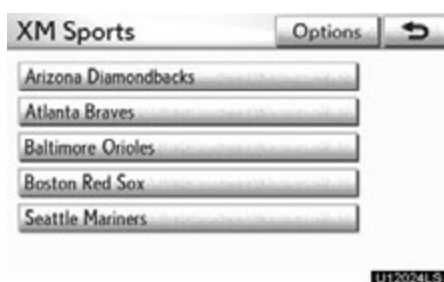 XM Sports
Options
Arizona Diamondbacks
Atlanta Braves
Baltimore Orioles
Boston Red Sox
Seattle Mariners
U12024LS